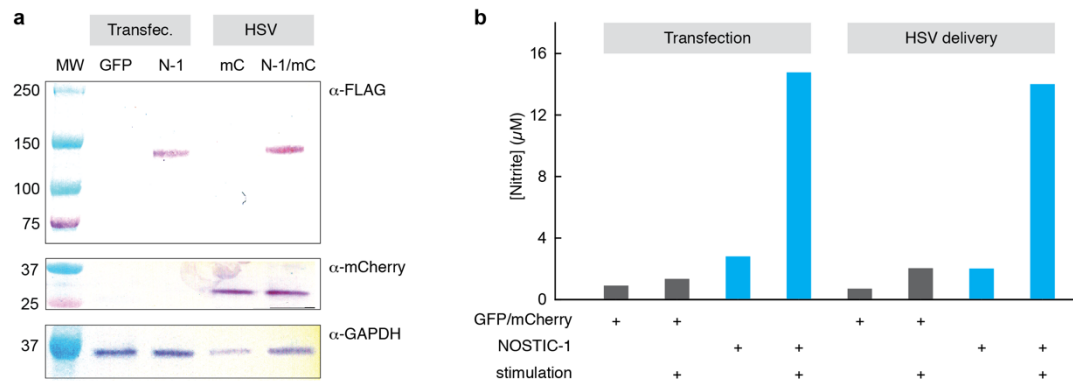 a
Transfec. HSV
MW GFP N-1 mC N-1/mC
250 α-FLAG
150
100
75
37 α-mCherry
25
37 α-GAPDH
b
Transfection HSV delivery
16
12
8
4
0
[Nitrite] (µM)
GFP/mCherry + + + +
NOSTIC-1 + + + +
stimulation + + + +